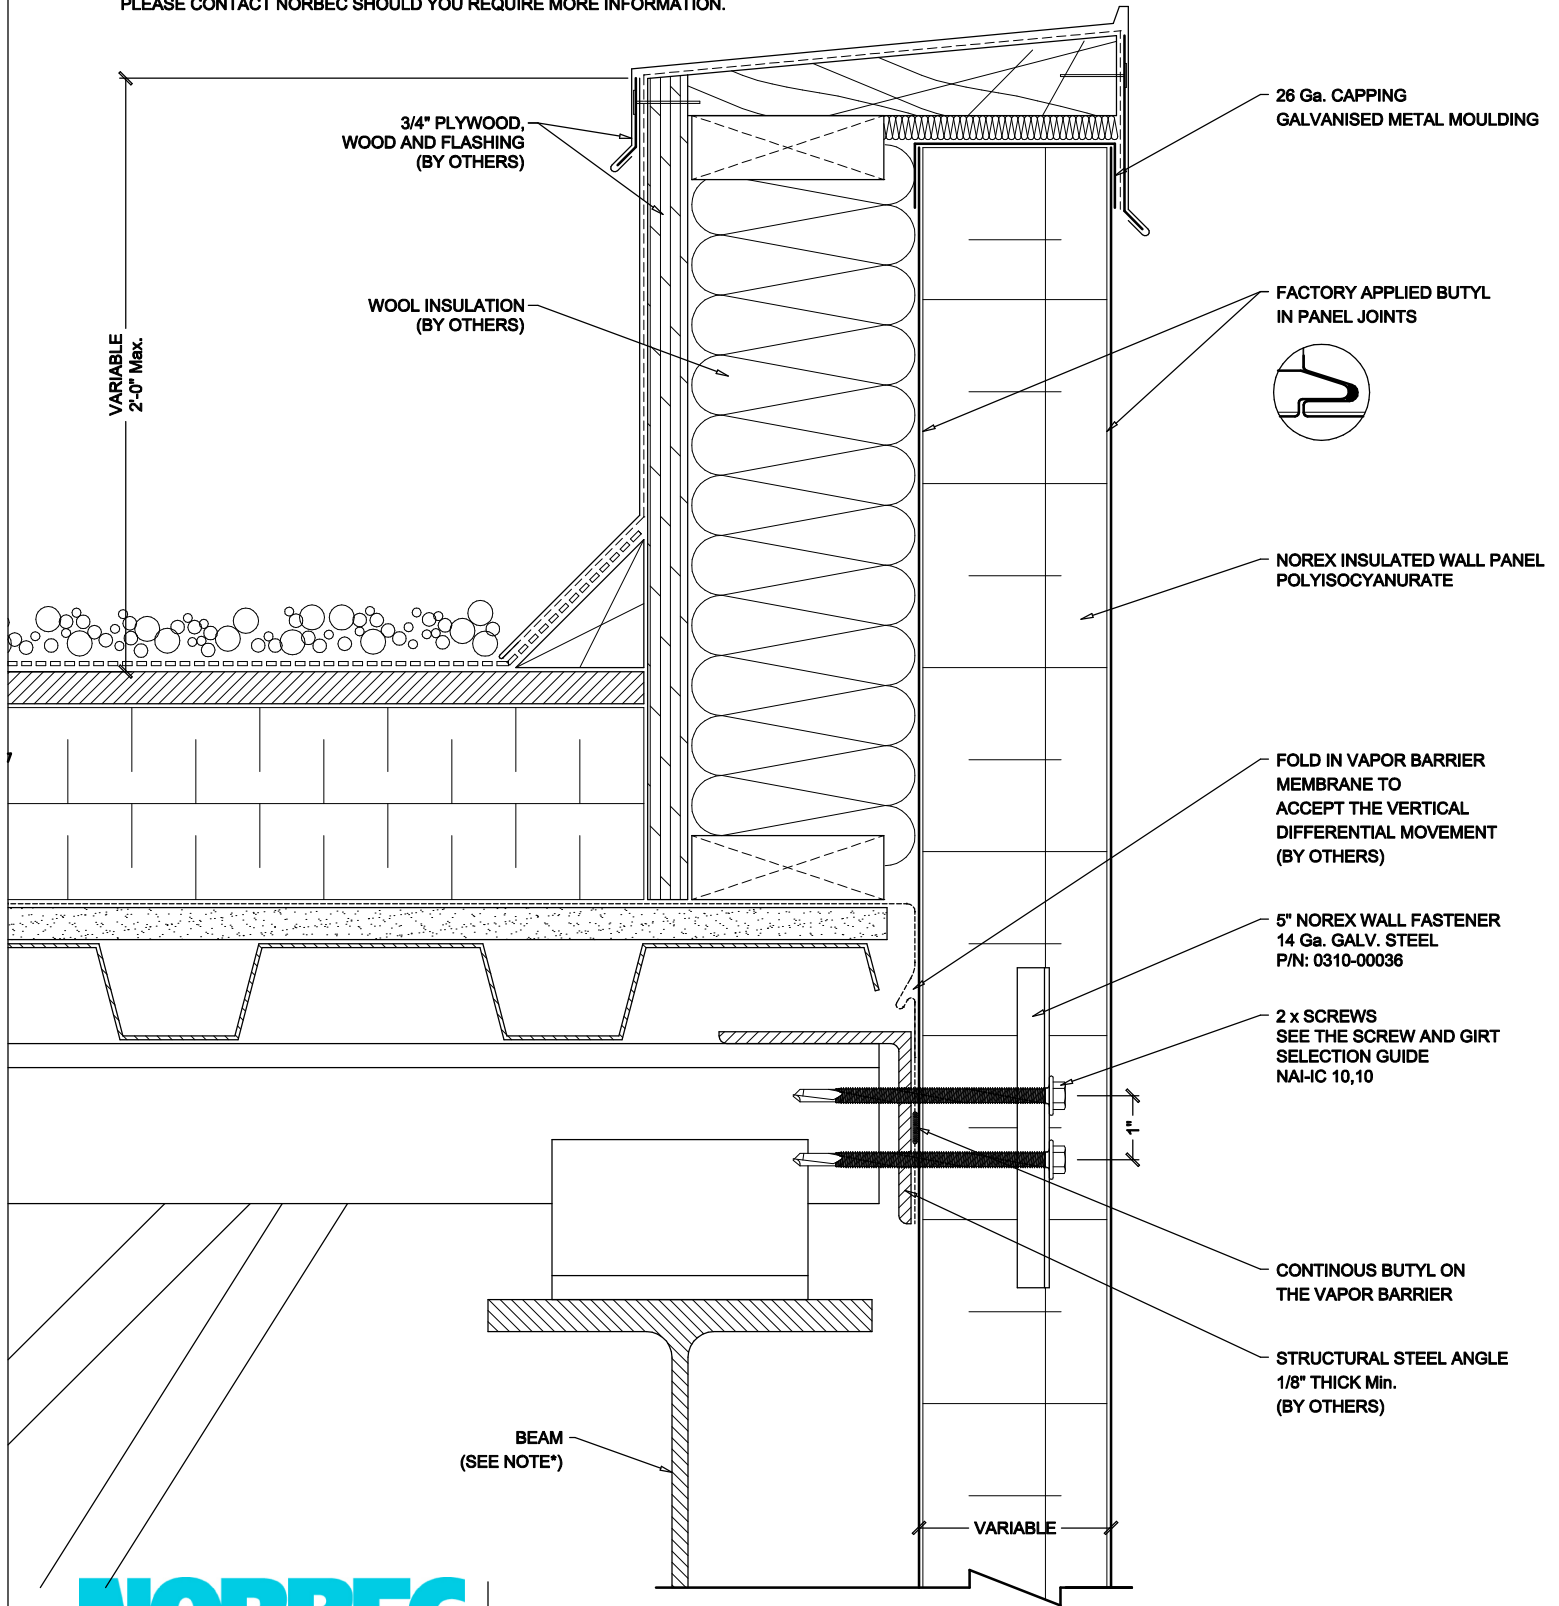 PLEASE CONTACT NORBEC SHOULD YOU REQUIRE MORE INFORMATION.
26 Ga. CAPPING
GALVANISED METAL MOULDING
3/4" PLYWOOD,
WOOD AND FLASHING
(BY OTHERS)
FACTORY APPLIED BUTYL
IN PANEL JOINTS
WOOL INSULATION
(BY OTHERS)
VARIABLE
2'-0" Max.
NOREX INSULATED WALL PANEL
POLYISOCYANURATE
FOLD IN VAPOR BARRIER
MEMBRANE TO
ACCEPT THE VERTICAL
DIFFERENTIAL MOVEMENT
(BY OTHERS)
5" NOREX WALL FASTENER
14 Ga. GALV. STEEL
P/N: 0310-00036
2 x SCREWS
SEE THE SCREW AND GIRT
SELECTION GUIDE
NAI-IC 10,10
1"
CONTINOUS BUTYL ON
THE VAPOR BARRIER
STRUCTURAL STEEL ANGLE
1/8" THICK Min.
(BY OTHERS)
BEAM
(SEE NOTE*)
VARIABLE
NORBEC